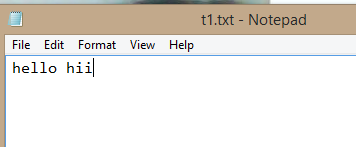 t1.txt - Notepad
File Edit Format View Help
hello hii